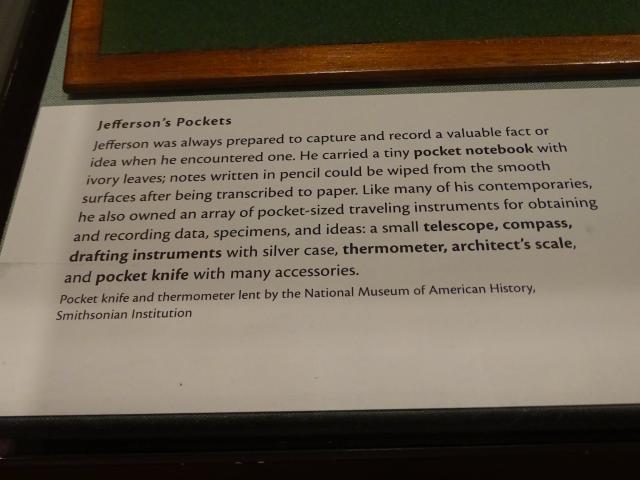 Jefferson's Pockets
Jefferson was always prepared to capture and record a valuable fact or
idea when he encountered one. He carried a tiny pocket notebook with
ivory leaves; notes written in pencil could be wiped from the smooth
surfaces after being transcribed to paper. Like many of his contemporaries,
he also owned an array of pocket-sized traveling instruments for obtaining
and recording data, specimens, and ideas: a small telescope, compass,
drafting instruments with silver case, thermometer, architect's scale,
and pocket knife with many accessories.
Pocket knife and thermometer lent by the National Museum of American History,
Smithsonian Institution